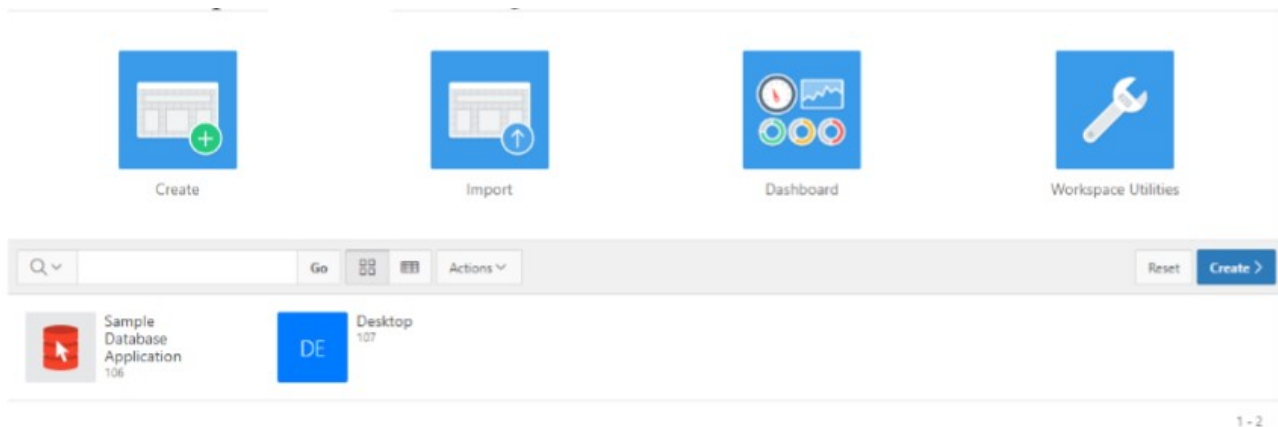 Create
Import
Dashboard
Workspace Utilities
Go
Actions
Reset
Create
Sample
Database
Application
106
DE
Desktop
107
1 - 2